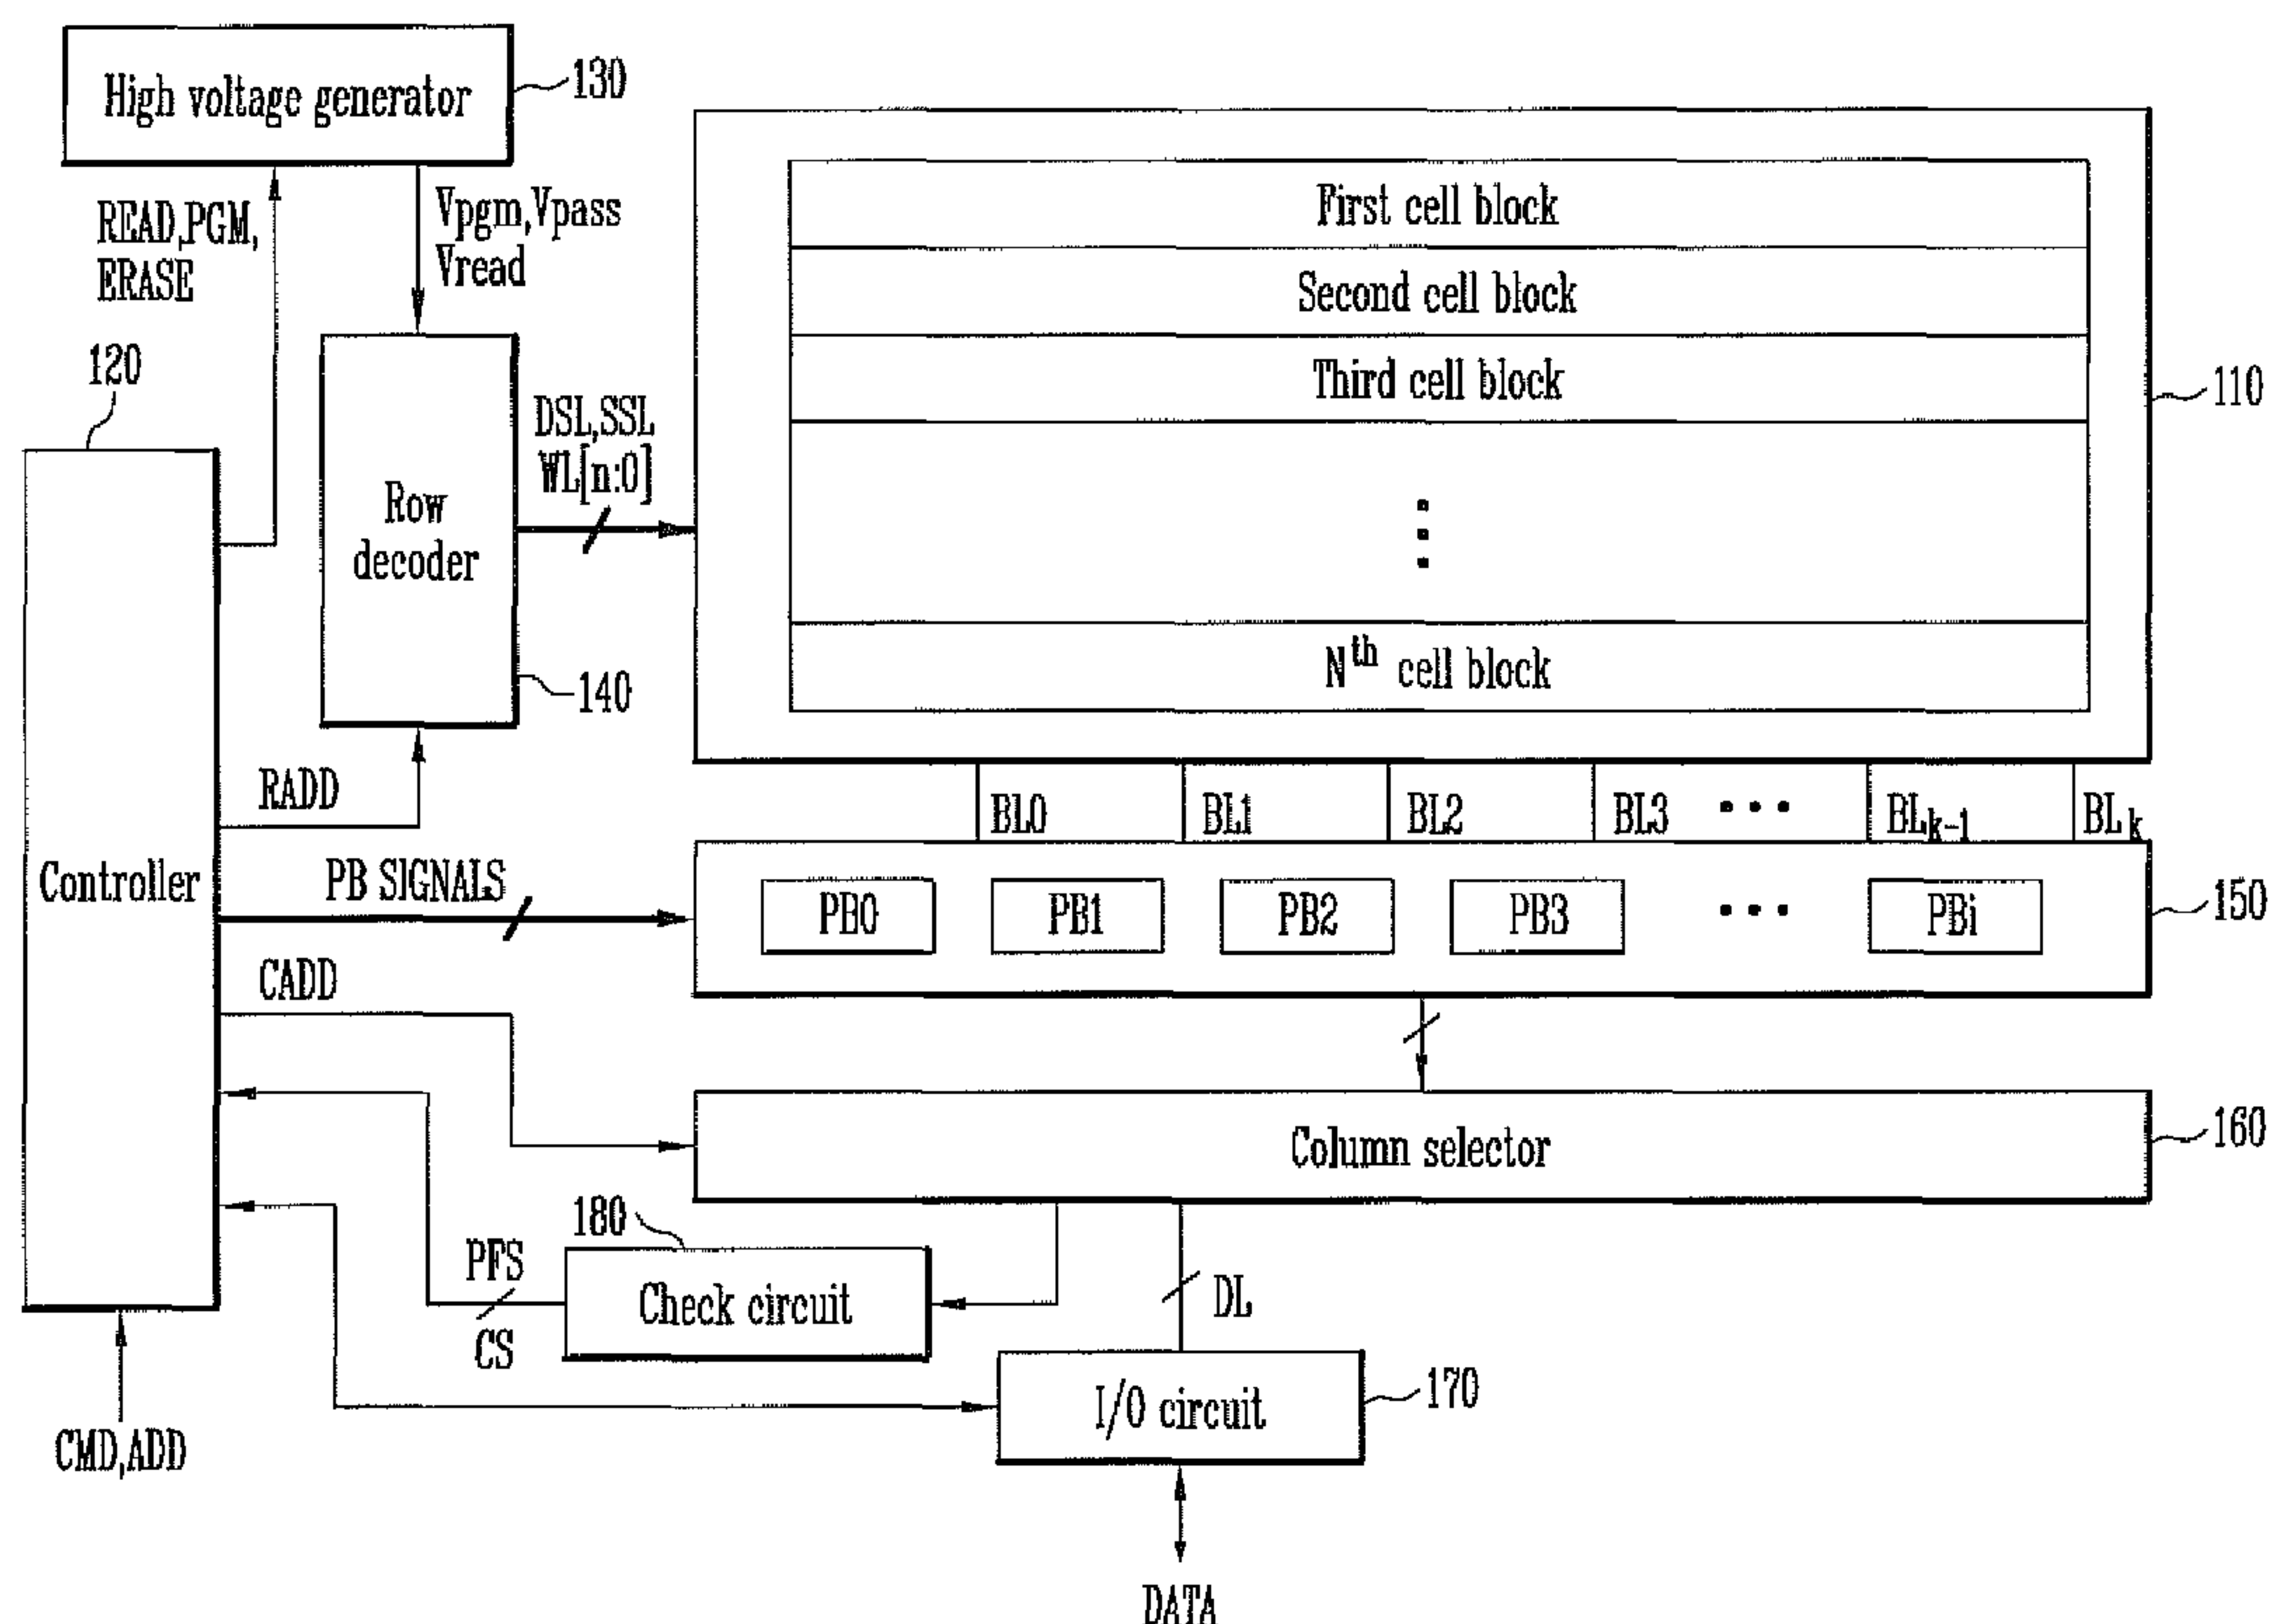 High voltage generator
130
READ,PGM,
ERASE
Vpgm,Vpass
Vread
First cell block
Second cell block
Third cell block
Nth cell block
110
120
Row
decoder
140
DSL,SSL
WL[n:0]
Controller
RADD
PB SIGNALS
CADD
BL0
BL1
BL2
BL3
...
BLk-1
BLk
PB0
PB1
PB2
PB3
...
PBi
150
Column selector
160
180
PFS
CS
Check circuit
DL
I/O circuit
170
CMD,ADD
DATA